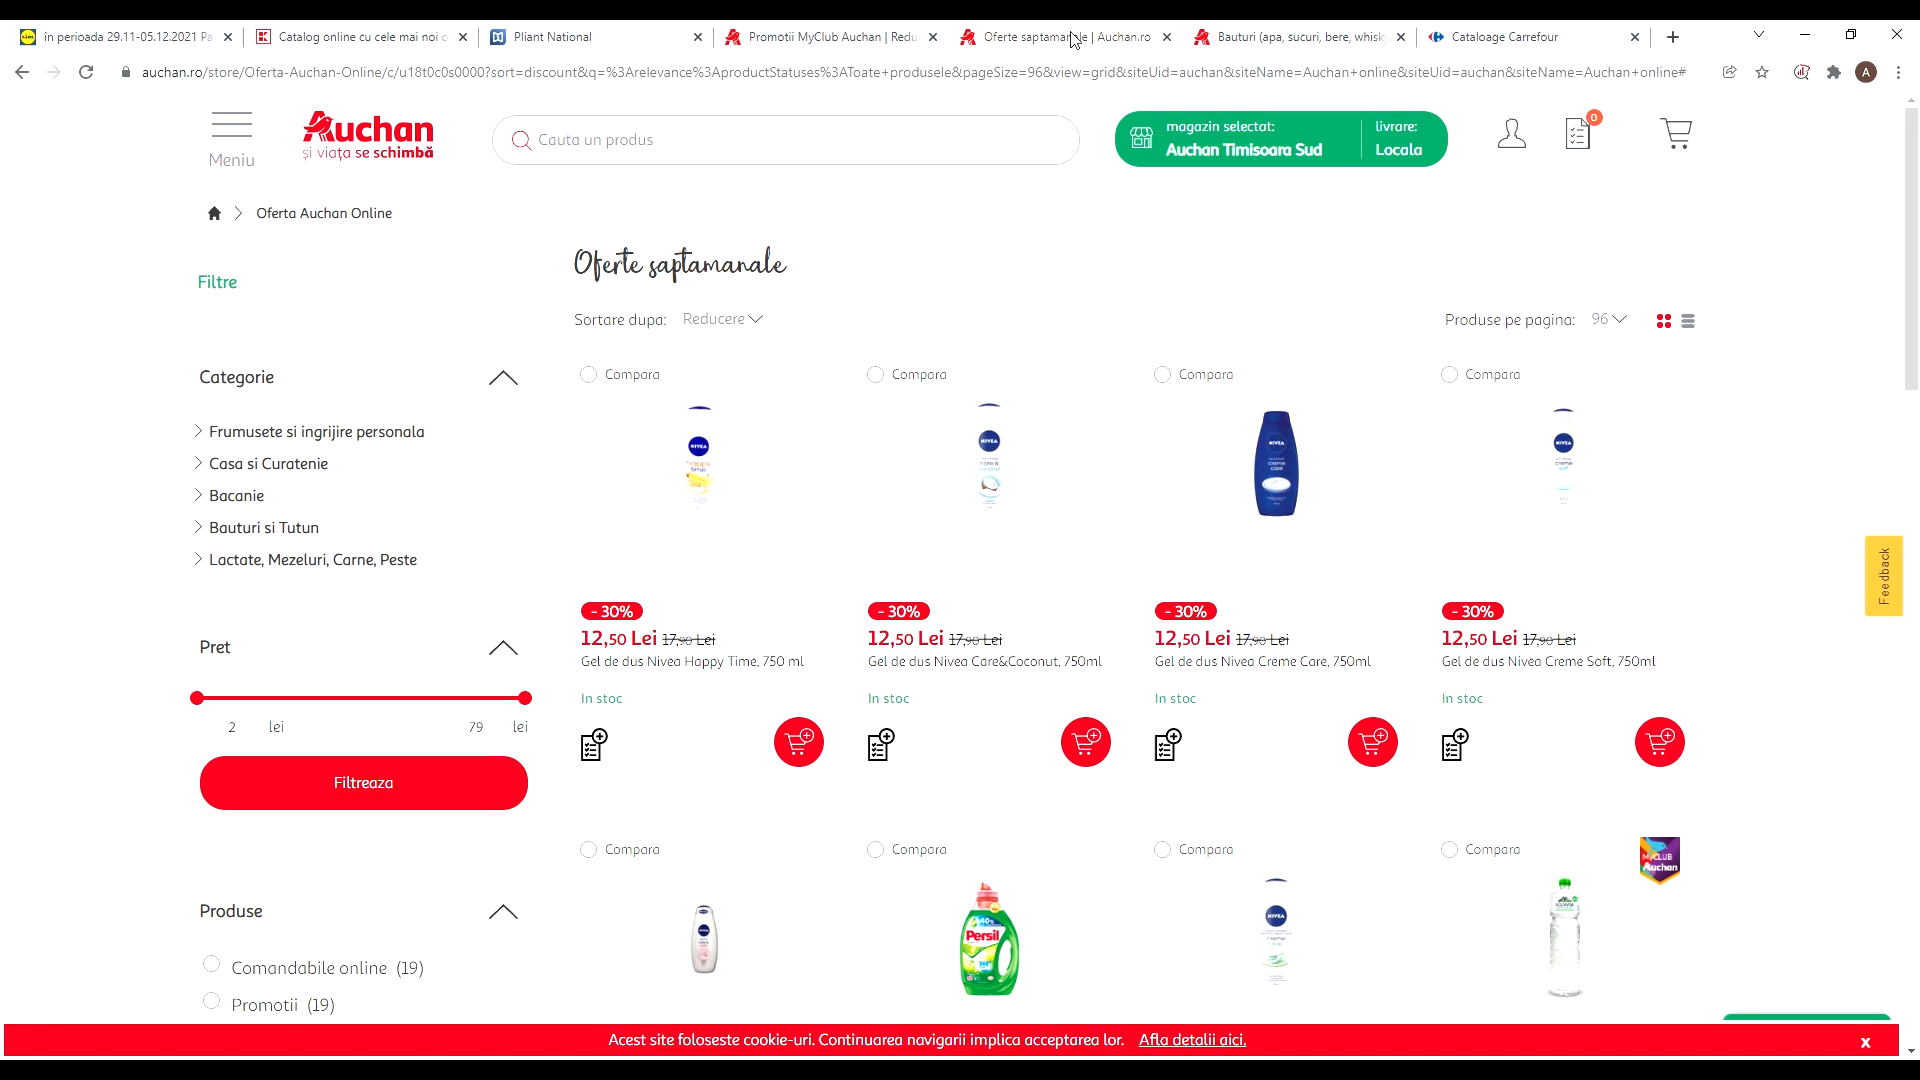 în perioada 29.11-05.12.2021 Pa
Catalog online cu cele mai noi o
Pliant National
Promotii MyClub Auchan | Redu
Oferte saptamanale | Auchan.ro
Bauturi (apa, sucuri, bere, whisky
Cataloage Carrefour
auchan.ro/store/Oferta-Auchan-Online/c/u18t0c0s0000?sort=discount&q=%3Arelevance%3AproductStatuses%3AToate+produsele&pageSize=96&view=grid&siteUid=auchan&siteName=Auchan+online&siteUid=auchan&siteName=Auchan+online#
A
Meniu
Auchan
și viața se schimbă
Cauta un produs
magazin selectat:
Auchan Timisoara Sud
livrare:
Locala
0
Oferta Auchan Online
Oferte saptamanale
Filtre
Sortare dupa: Reducere
Produse pe pagina: 96
Categorie
Frumusete si ingrijire personala
Casa si Curatenie
Bacanie
Bauturi si Tutun
Lactate, Mezeluri, Carne, Peste
Pret
2 lei 79 lei
Filtreaza
Produse
Comandabile online (19)
Promotii (19)
Compara Compara Compara Compara
NIVEA NIVEA NIVEA NIVEA
- 30% - 30% - 30% - 30%
12,50 Lei 17,90 Lei 12,50 Lei 17,90 Lei 12,50 Lei 17,90 Lei 12,50 Lei 17,90 Lei
Gel de dus Nivea Happy Time, 750 ml
Gel de dus Nivea Care&Coconut, 750ml
Gel de dus Nivea Creme Care, 750ml
Gel de dus Nivea Creme Soft, 750ml
In stoc In stoc In stoc In stoc
Compara Compara Compara Compara
MyCLUB
Auchan
Persil
NIVEA
Feedback
Acest site foloseste cookie-uri. Continuarea navigarii implica acceptarea lor. Afla detalii aici.
x